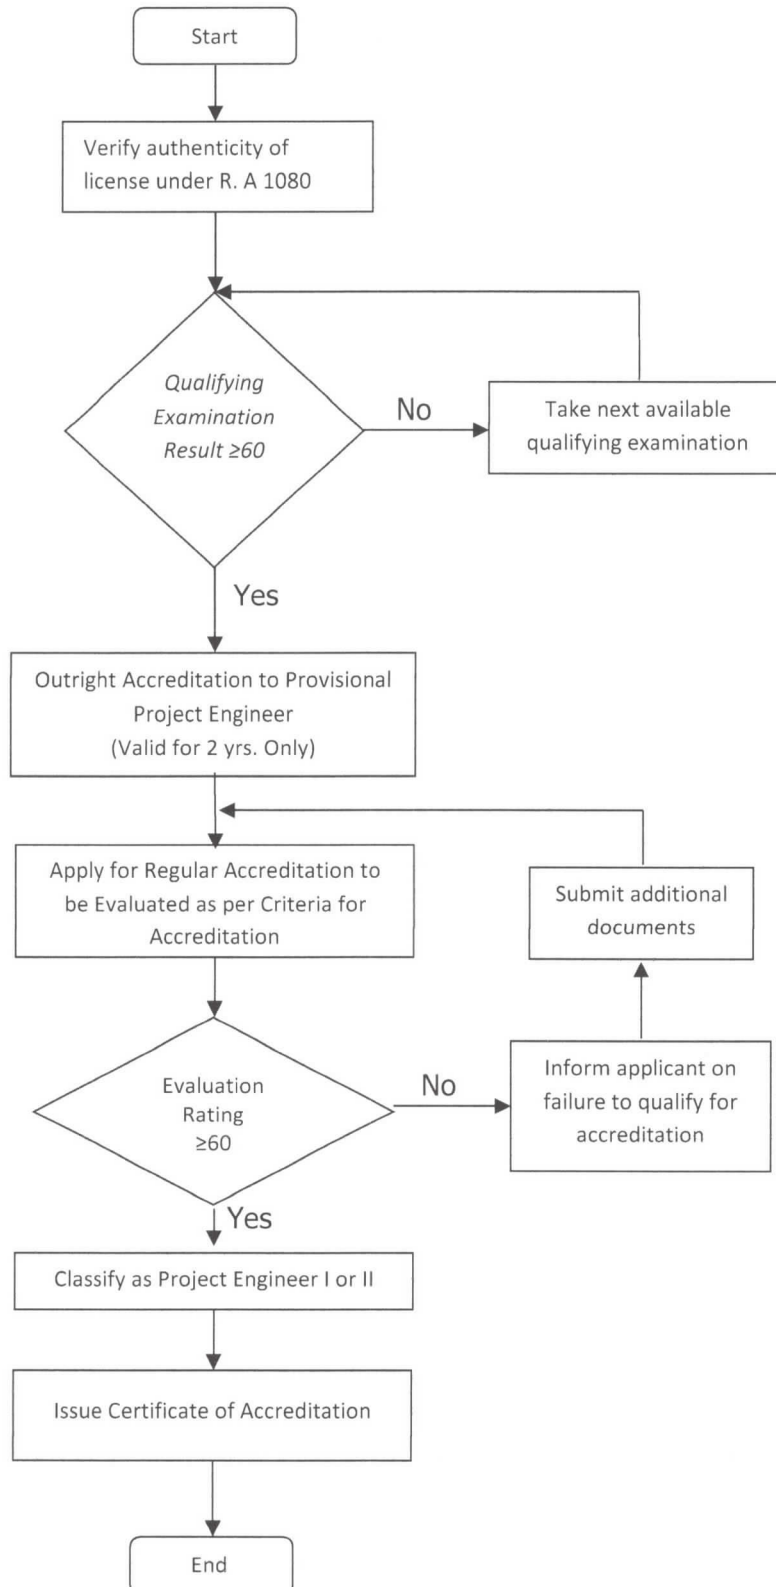 Start
Verify authenticity of
license under R. A 1080
Qualifying
Examination
Result ≥60
No
Take next available
qualifying examination
Yes
Outright Accreditation to Provisional
Project Engineer
(Valid for 2 yrs. Only)
Apply for Regular Accreditation to
be Evaluated as per Criteria for
Accreditation
Submit additional
documents
Evaluation
Rating
≥60
No
Inform applicant on
failure to qualify for
accreditation
Yes
Classify as Project Engineer I or II
Issue Certificate of Accreditation
End